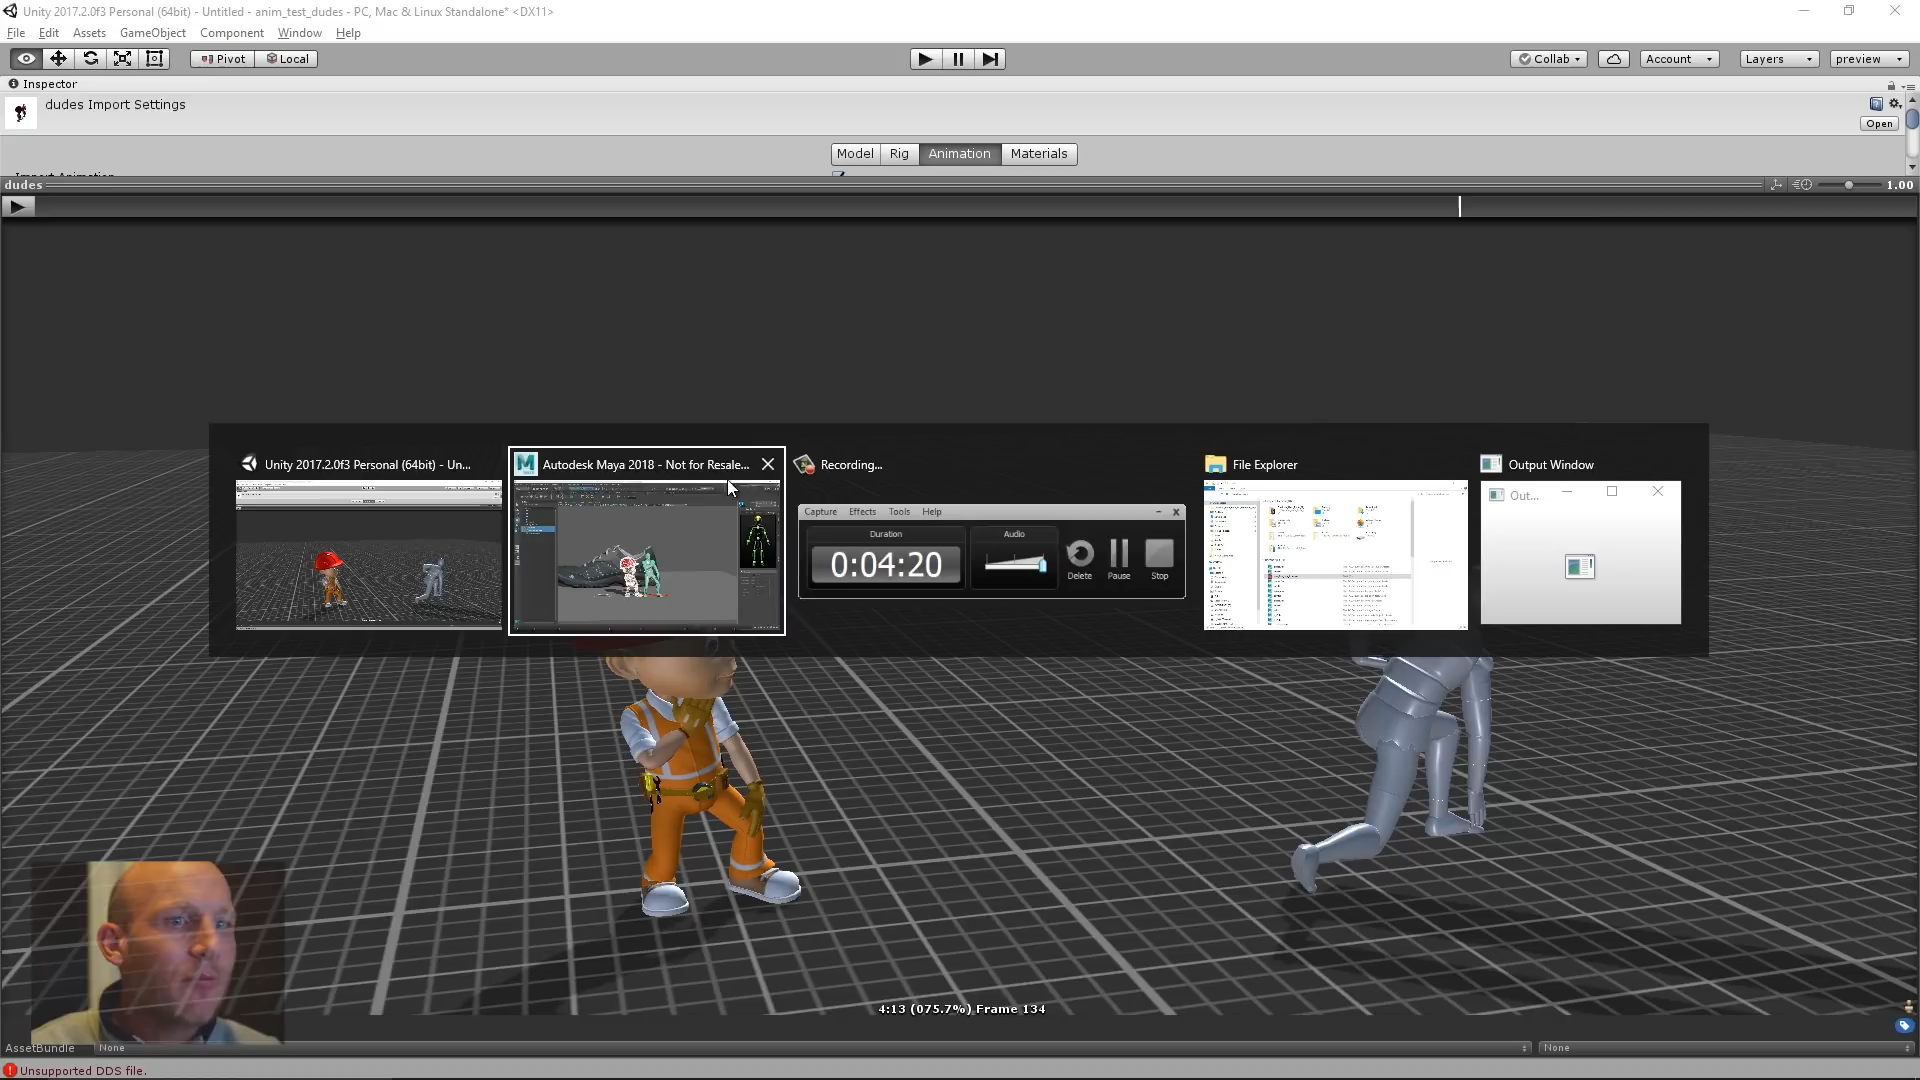 Unity 2017.2.0f3 Personal (64bit) - Untitled - anim_test_dudes - PC, Mac & Linux Standalone* <DX11>
File Edit Assets GameObject Component Window Help
Pivot Local Collab Account Layers preview
Inspector
dudes Import Settings
Open
Model Rig Animation Materials
dudes 1.00
Unity 2017.2.0f3 Personal (64bit) - Un... Autodesk Maya 2018 - Not for Resale... Recording... File Explorer Output Window
Out...
Capture Effects Tools Help
Duration Audio
0:04:20
Delete Pause Stop
4:13 (075.7%) Frame 134
AssetBundle None None
Unsupported DDS file.